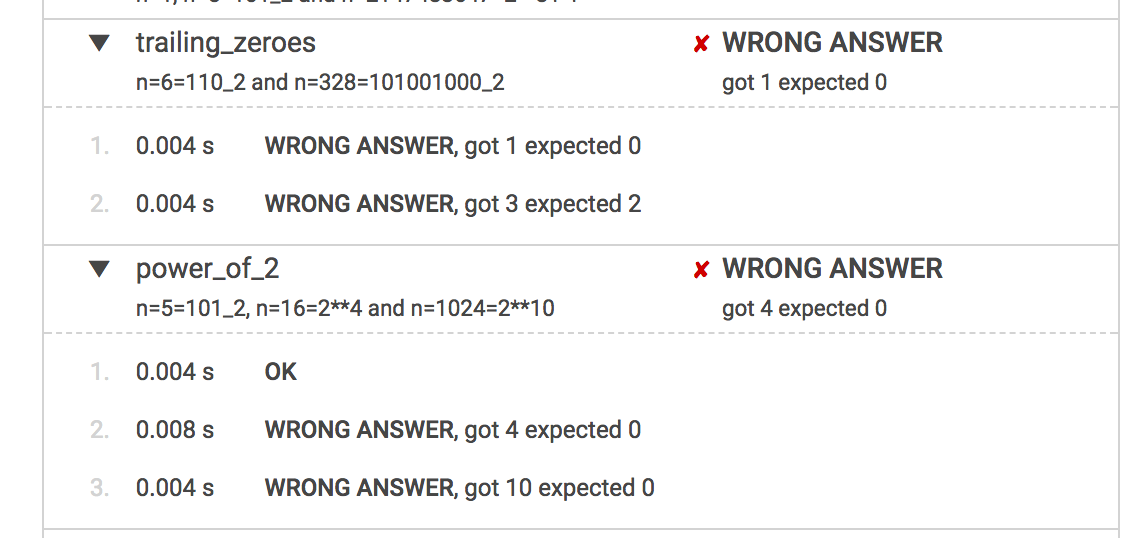 trailing_zeroes
✘ WRONG ANSWER
n=6=110_2 and n=328=101001000_2
got 1 expected 0
1. 0.004 s WRONG ANSWER, got 1 expected 0
2. 0.004 s WRONG ANSWER, got 3 expected 2
power_of_2
✘ WRONG ANSWER
n=5=101_2, n=16=2**4 and n=1024=2**10
got 4 expected 0
1. 0.004 s OK
2. 0.008 s WRONG ANSWER, got 4 expected 0
3. 0.004 s WRONG ANSWER, got 10 expected 0